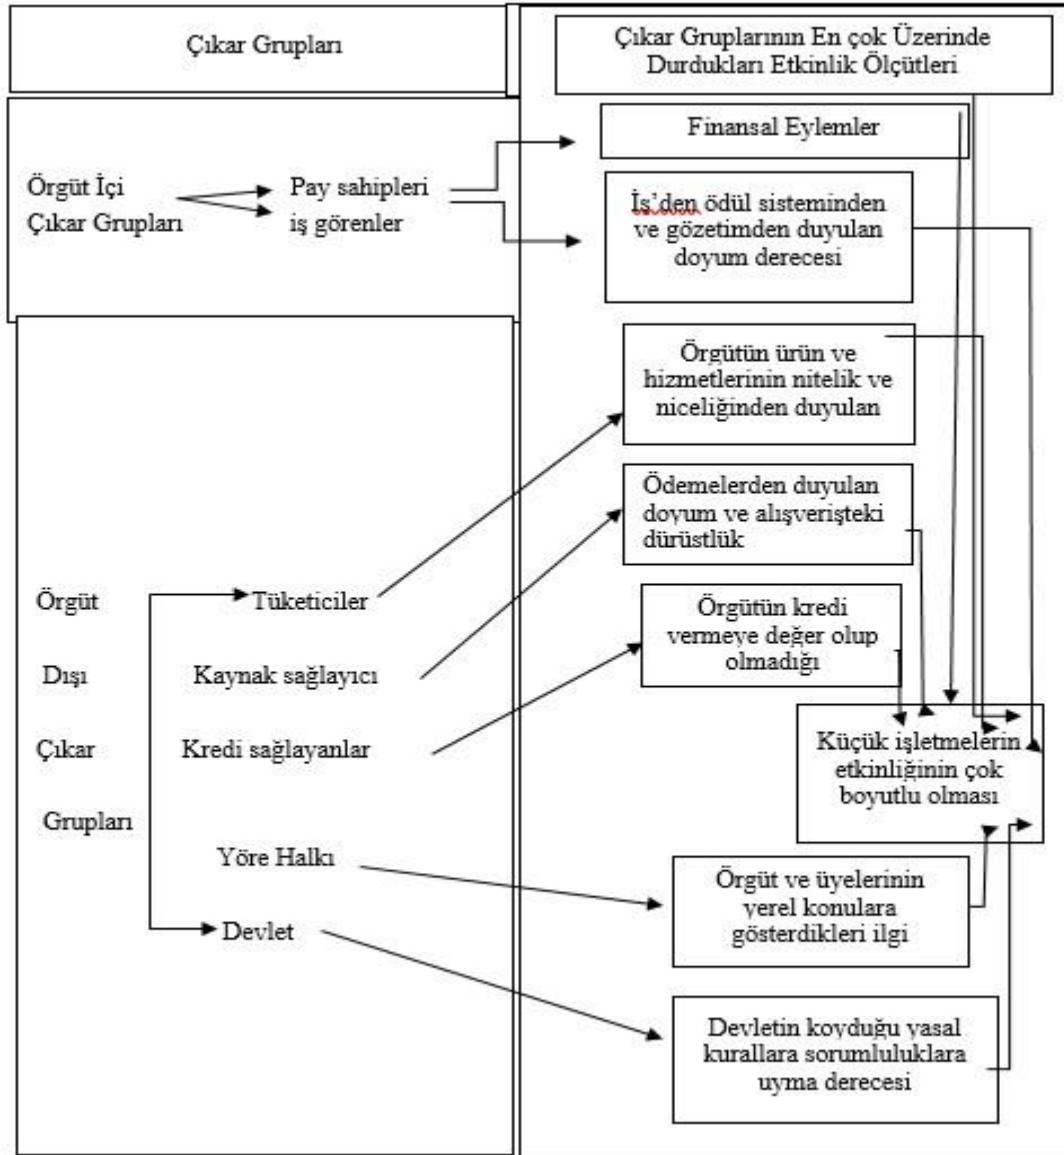 Çıkar Grupları
Çıkar Gruplarının En çok Üzerinde
Durdukları Etkinlik Ölçütleri
Örgüt İçi
Çıkar Grupları
Pay sahipleri
iş görenler
Finansal Eylemler
İş'den ödül sisteminden
ve gözetimden duyulan
doyum derecesi
Örgütün ürün ve
hizmetlerinin nitelik ve
niceliğinden duyulan
Ödemelerden duyulan
doyum ve alışverişteki
dürüstlük
Örgüt
Dışı
Çıkar
Grupları
Tüketiciler
Kaynak sağlayıcı
Kredi sağlayanlar
Yöre Halkı
Devlet
Örgütün kredi
vermeye değer olup
olmadığı
Küçük işletmelerin
etkinliğinin çok
boyutlu olması
Örgüt ve üyelerinin
yerel konulara
gösterdikleri ilgi
Devletin koyduğu yasal
kurallara sorumluluklara
uyma derecesi